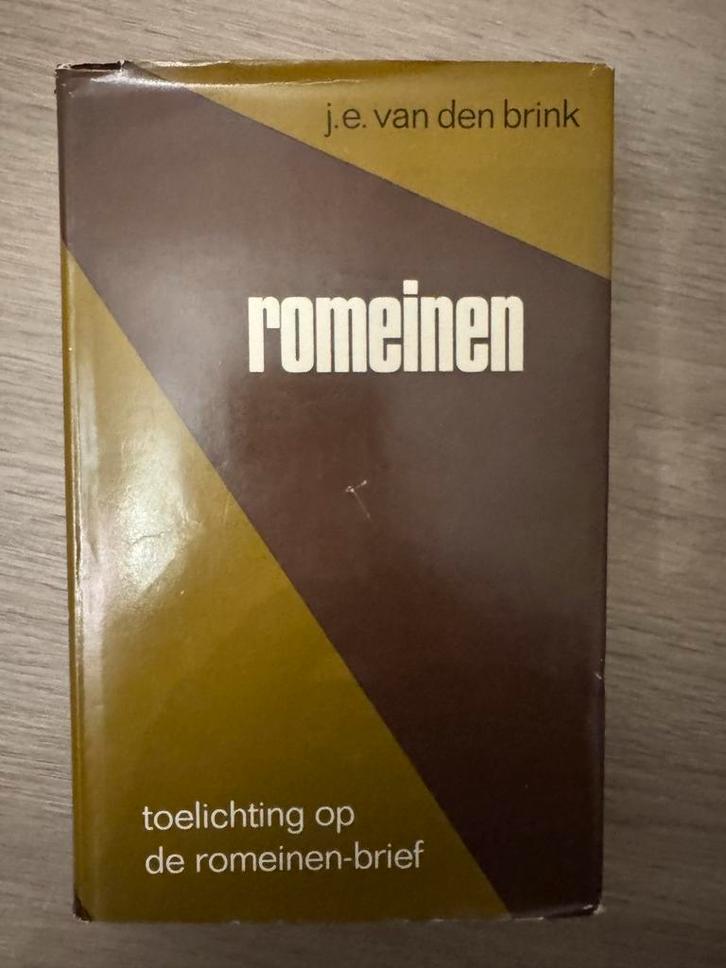 j.e. van den brink
romeinen
toelichting op
de romeinen-brief